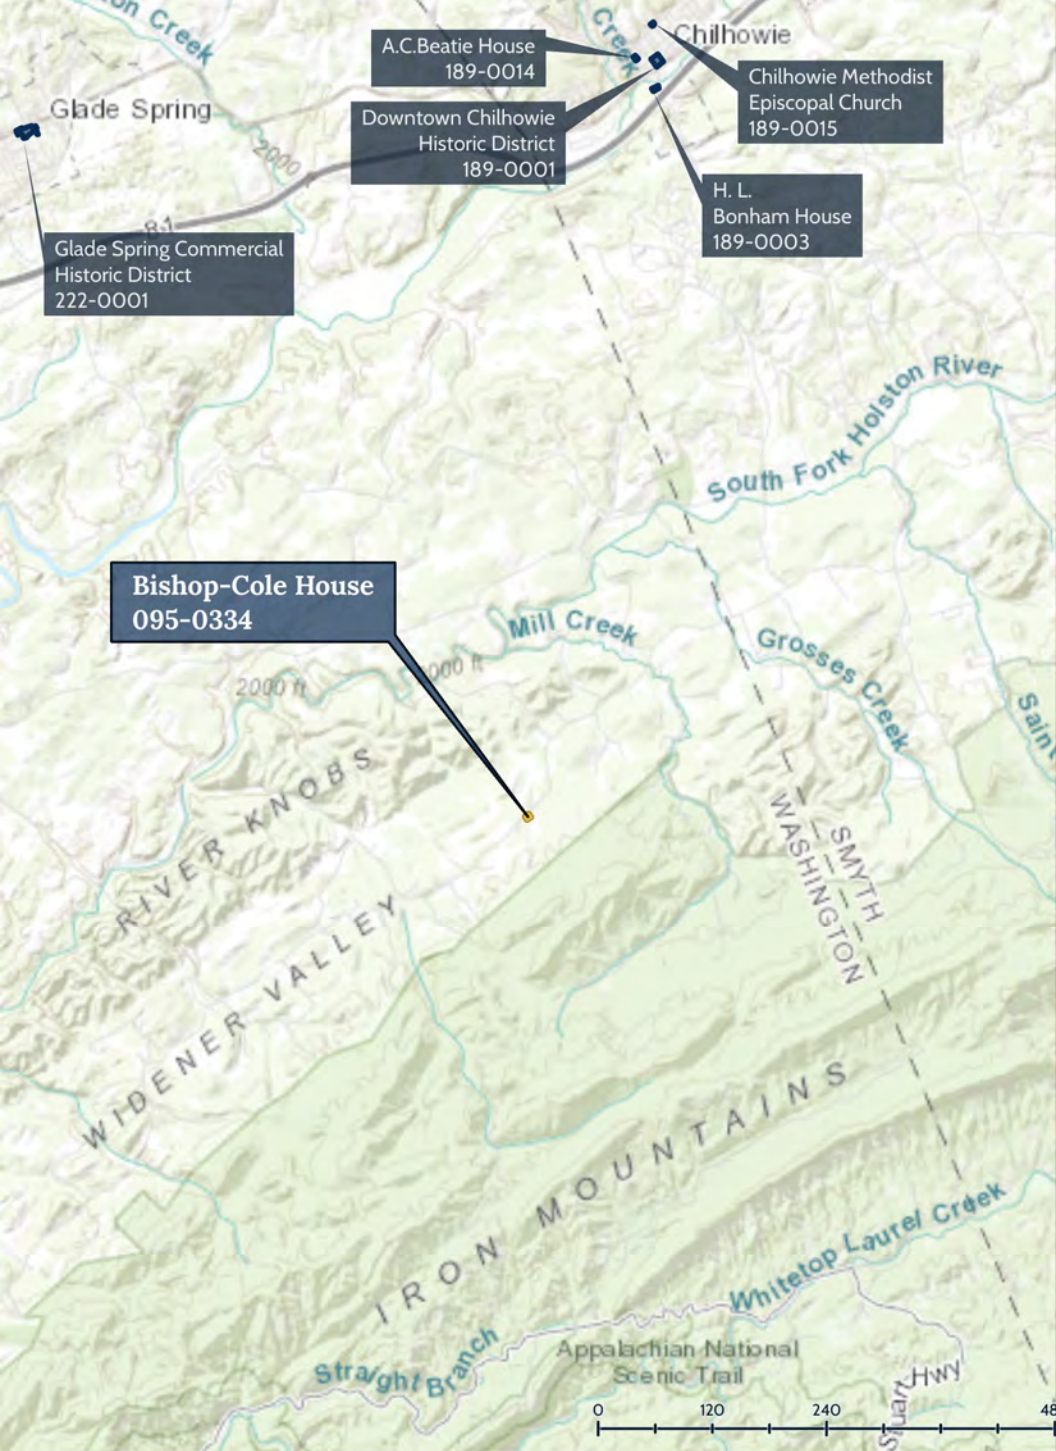 Creek
Creek
Chilhowie
A.C.Beatie House
189-0014
Chilhowie Methodist
Episcopal Church
189-0015
Glade Spring
Downtown Chilhowie
Historic District
189-0001
2000
H. L.
Bonham House
189-0003
81
Glade Spring Commercial
Historic District
222-0001
South Fork Holston River
Bishop-Cole House
095-0334
Mill Creek
Grosses Creek
2000 ft
000 ft
Saint
RIVER KNOBS
SMYTH
WASHINGTON
WIDENER VALLEY
IRON MOUNTAINS
Whitetop Laurel Creek
Straight Branch
Appalachian National
Scenic Trail
Hwy
0 120 240 48